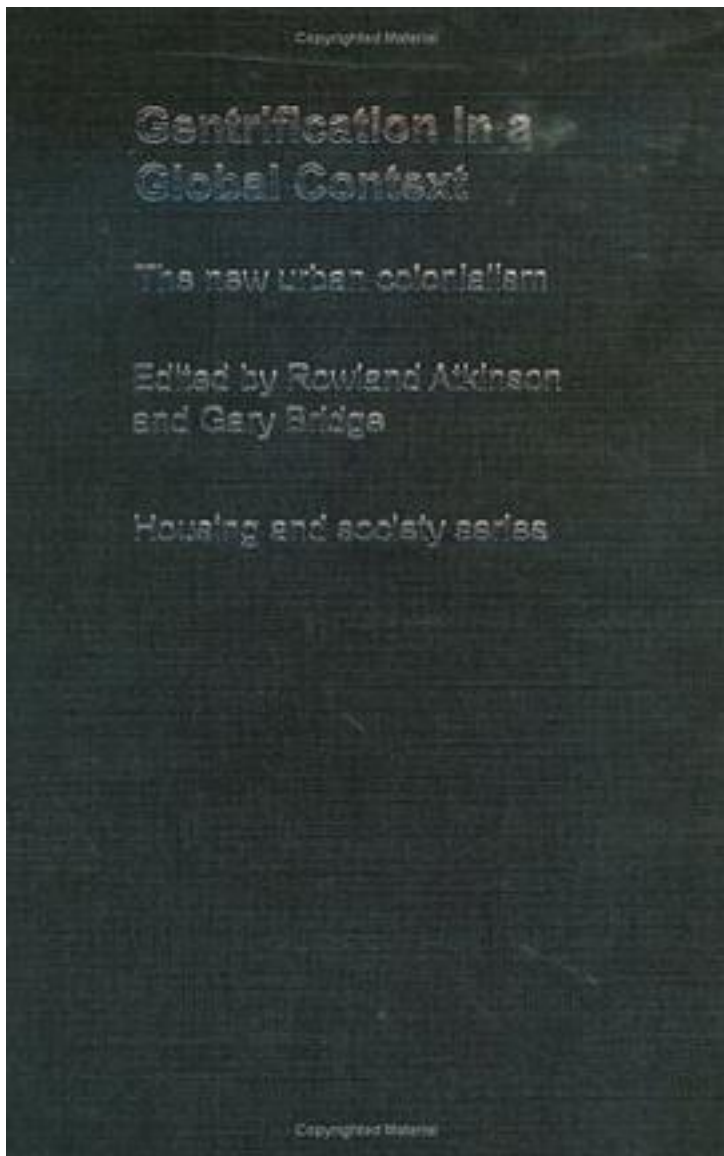 Copyrighted Material
Gentrification in a
Global Context
The new urban colonialism
Edited by Rowland Atkinson
and Gary Bridge
Housing and society series
Copyrighted Material